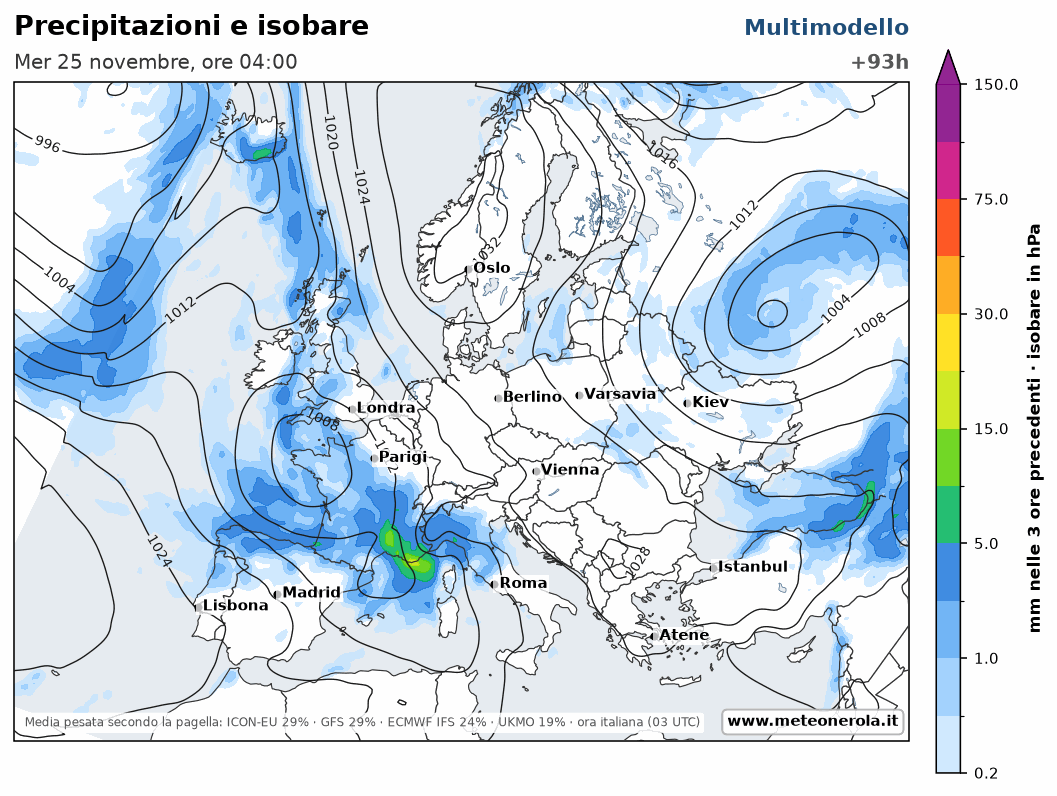 Precipitazioni e isobare
Multimodello
Mer 25 novembre, ore 04:00
+93h
996
1020
1024
1016
1012
1032
Oslo
1004
1012
1004
1008
Berlino
Varsavia
Kiev
Londra
1008
Parigi
Vienna
1024
1028
Istanbul
Roma
Madrid
Lisbona
Atene
Media pesata secondo la pagella: ICON-EU 29% · GFS 29% · ECMWF IFS 24% · UKMO 19% · ora italiana (03 UTC)
www.meteonerola.it
150.0
75.0
30.0
15.0
5.0
1.0
0.2
mm nelle 3 ore precedenti · isobare in hPa